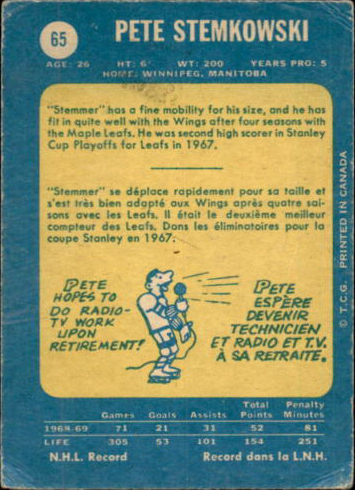 65
PETE STEMKOWSKI
AGE: 26 HT: 6' WT: 200 YEARS PRO: 5
HOME: WINNIPEG, MANITOBA
"Stemmer" has a fine mobility for his size, and he has
fit in quite well with the Wings after four seasons with
the Maple Leafs. He was second high scorer in Stanley
Cup Playoffs for Leafs in 1967.
"Stemmer" se déplace rapidement pour sa taille et
s'est très bien adapté aux Wings après quatre sai-
sons avec les Leafs. Il était le deuxième meilleur
compteur des Leafs. Dans les éliminatoires pour la
coupe Stanley en 1967.
PETE
HOPES TO
DO RADIO-
TV WORK
UPON
RETIREMENT!
PETE
ESPÈRE
DEVENIR
TECHNICIEN
ET RADIO ET T.V.
À SA RETRAITE.
© T.C.G. PRINTED IN CANADA
Games Goals Assists Total Points Penalty Minutes
1968-69 71 21 31 52 81
LIFE 305 53 101 154 251
N.H.L. Record Record dans la L.N.H.